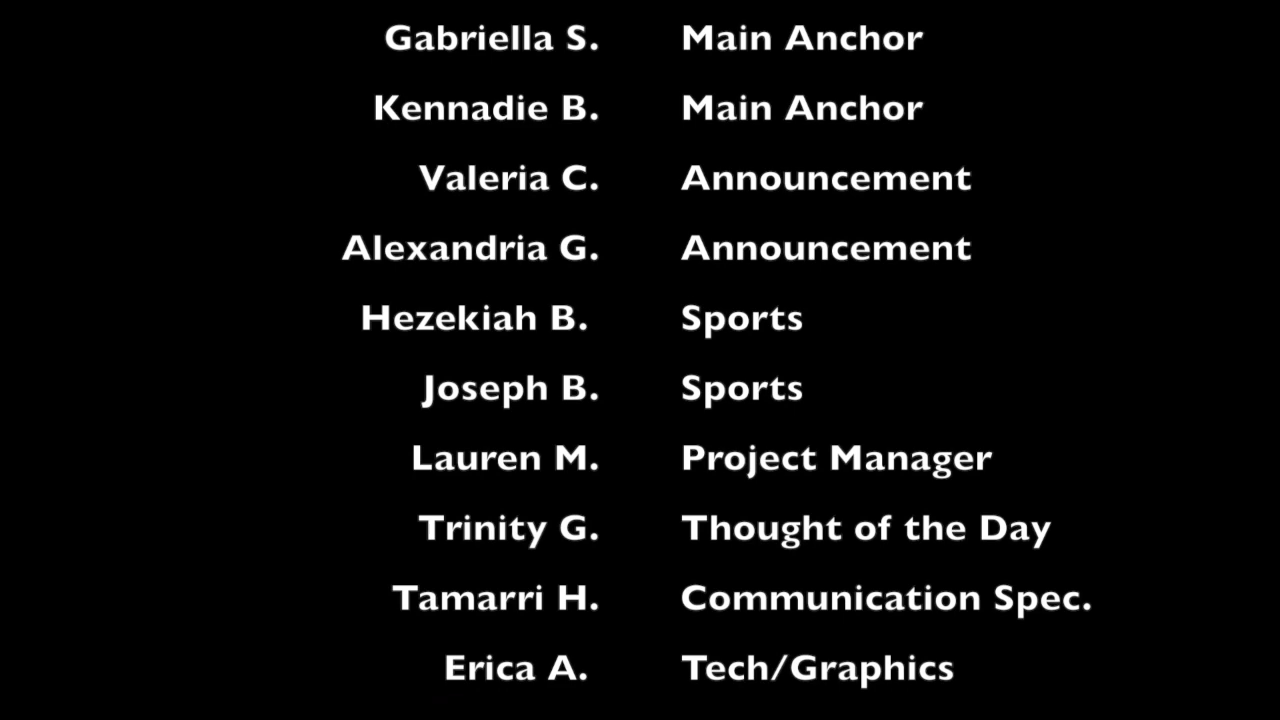 Gabriella S. Main Anchor
Kennadie B. Main Anchor
Valeria C. Announcement
Alexandria G. Announcement
Hezekiah B. Sports
Joseph B. Sports
Lauren M. Project Manager
Trinity G. Thought of the Day
Tamarri H. Communication Spec.
Erica A. Tech/Graphics